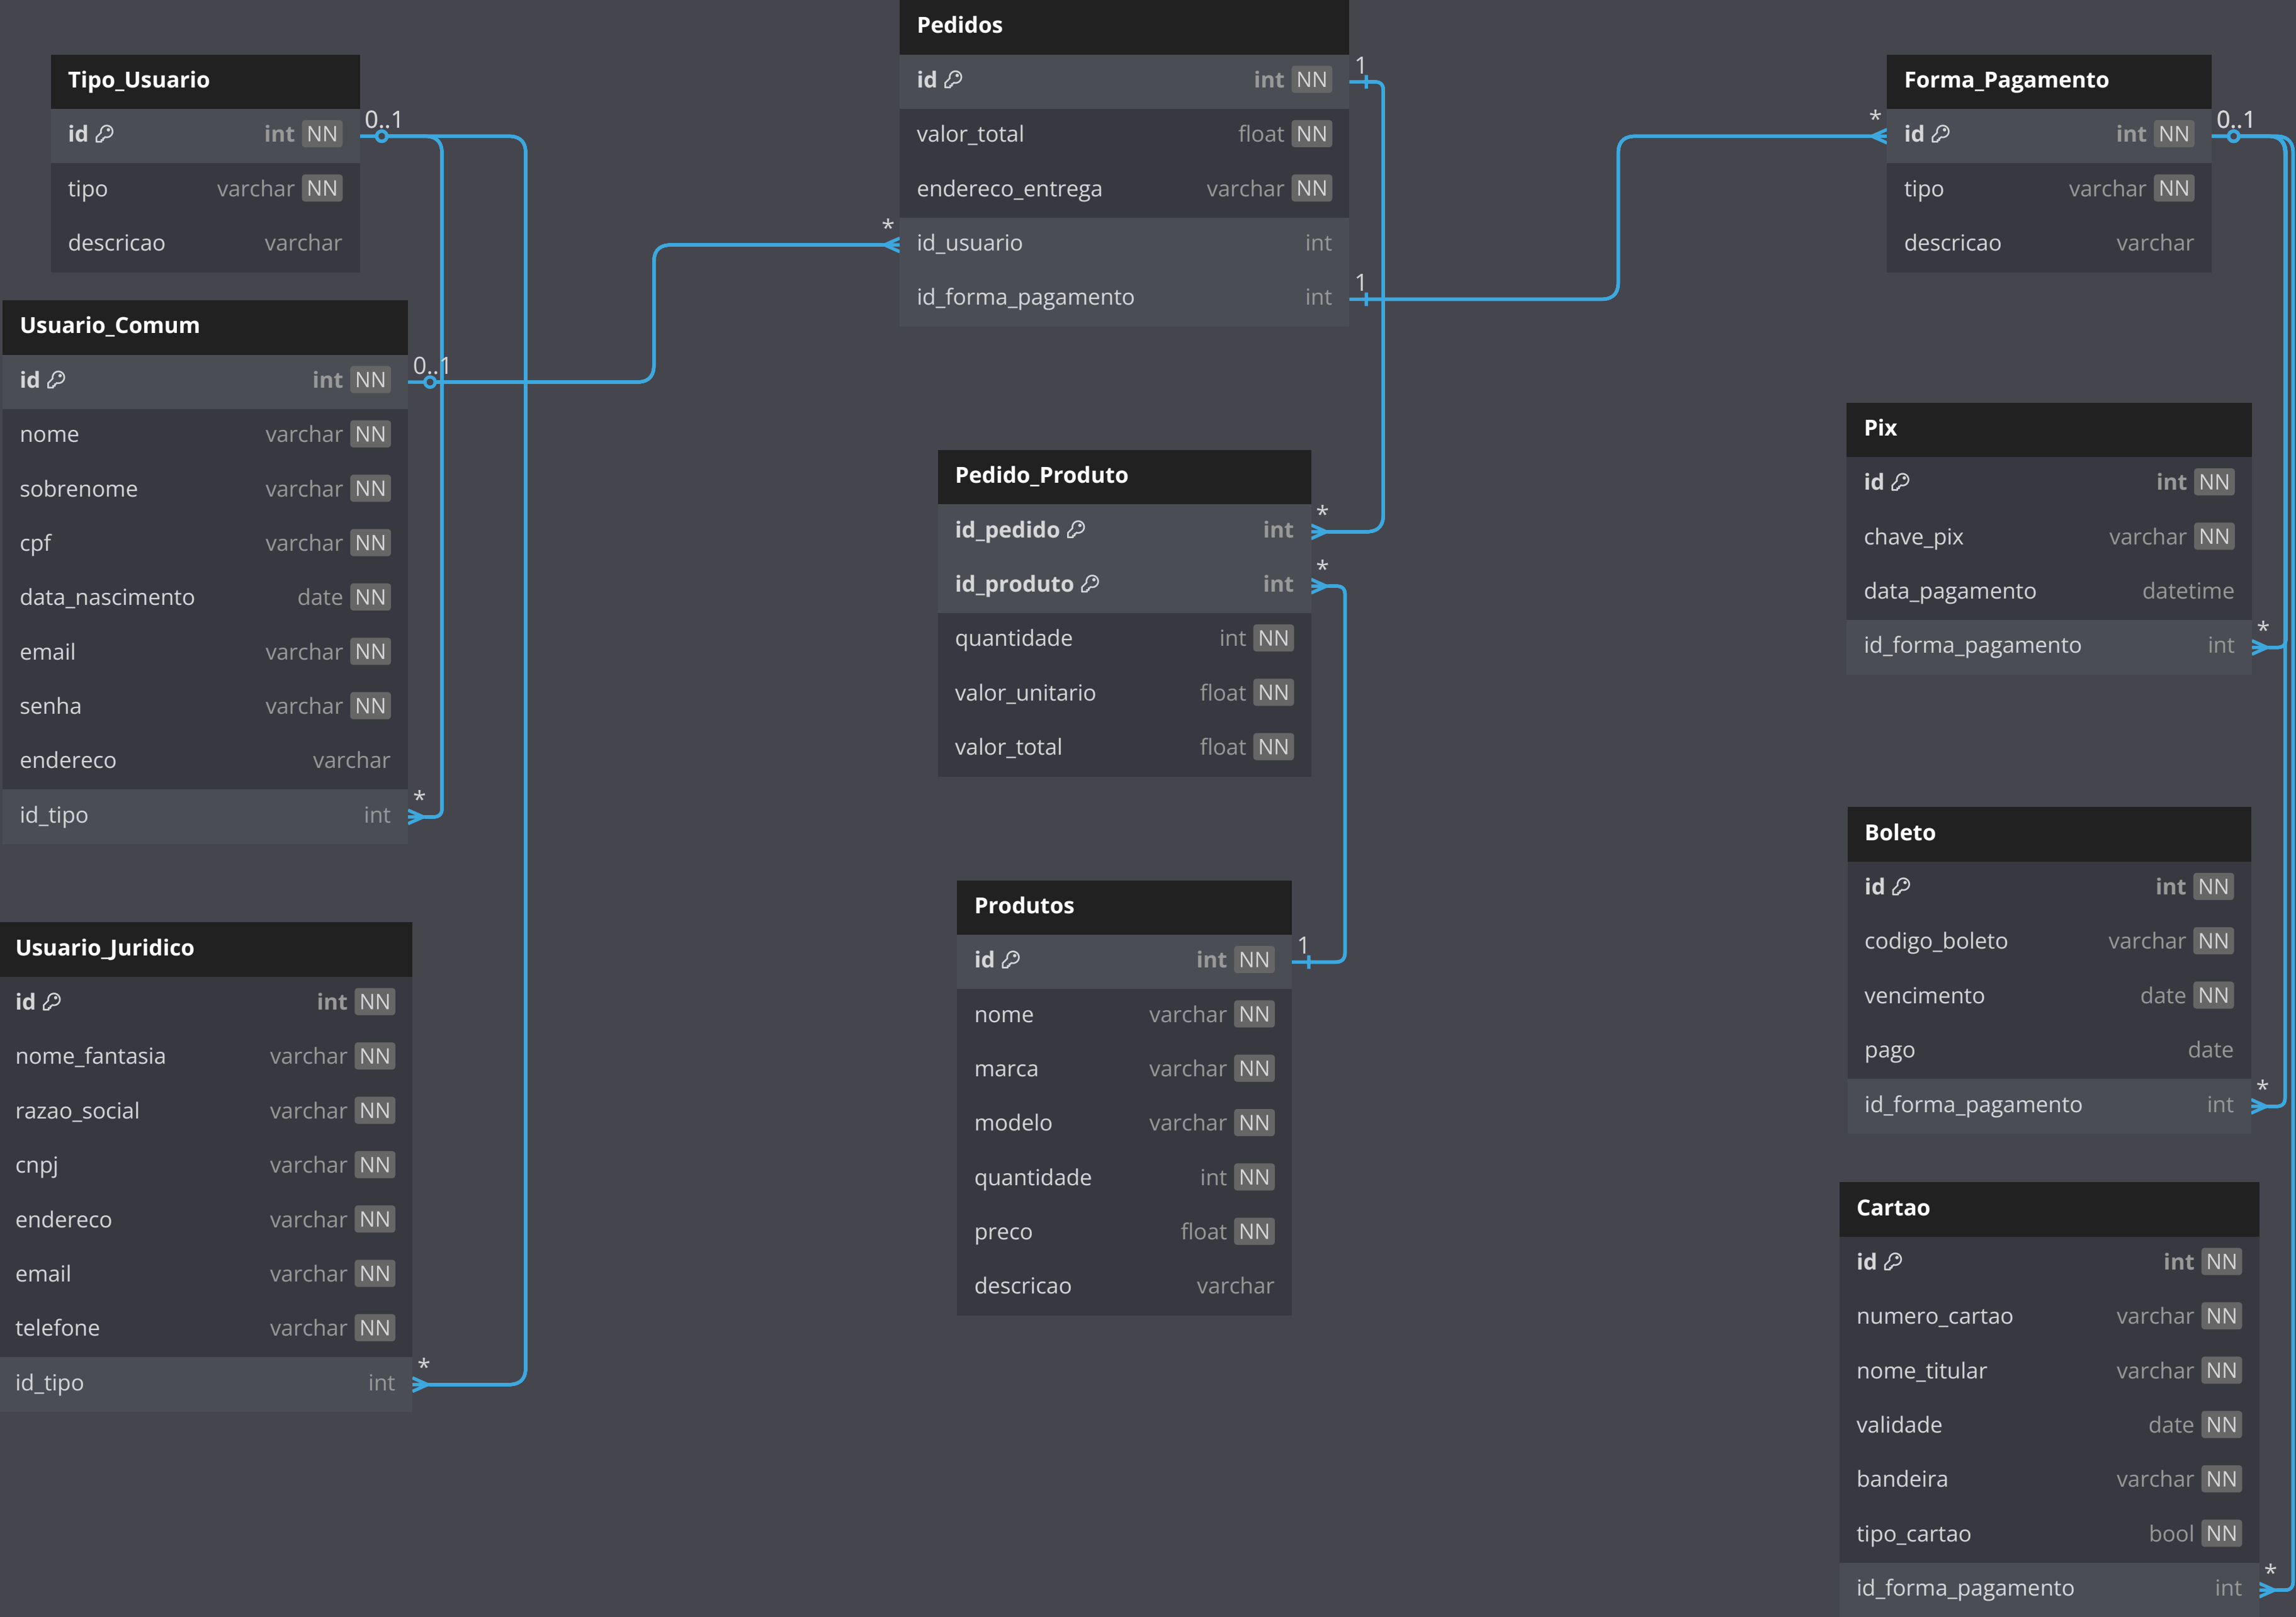 Tipo_Usuario
id int NN
0..1
tipo varchar NN
descricao varchar
Usuario_Comum
id int NN
0..1
nome varchar NN
sobrenome varchar NN
cpf varchar NN
data_nascimento date NN
email varchar NN
senha varchar NN
endereco varchar
id_tipo int
*
Usuario_Juridico
id int NN
nome_fantasia varchar NN
razao_social varchar NN
cnpj varchar NN
endereco varchar NN
email varchar NN
telefone varchar NN
id_tipo int
*
Pedidos
id int NN
1
valor_total float NN
endereco_entrega varchar NN
*
id_usuario int
id_forma_pagamento int
1
Pedido_Produto
id_pedido int
*
id_produto int
*
quantidade int NN
valor_unitario float NN
valor_total float NN
Produtos
id int NN
1
nome varchar NN
marca varchar NN
modelo varchar NN
quantidade int NN
preco float NN
descricao varchar
Forma_Pagamento
*
id int NN
0..1
tipo varchar NN
descricao varchar
Pix
id int NN
chave_pix varchar NN
data_pagamento datetime
id_forma_pagamento int
*
Boleto
id int NN
codigo_boleto varchar NN
vencimento date NN
pago date
id_forma_pagamento int
*
Cartao
id int NN
numero_cartao varchar NN
nome_titular varchar NN
validade date NN
bandeira varchar NN
tipo_cartao bool NN
id_forma_pagamento int
*